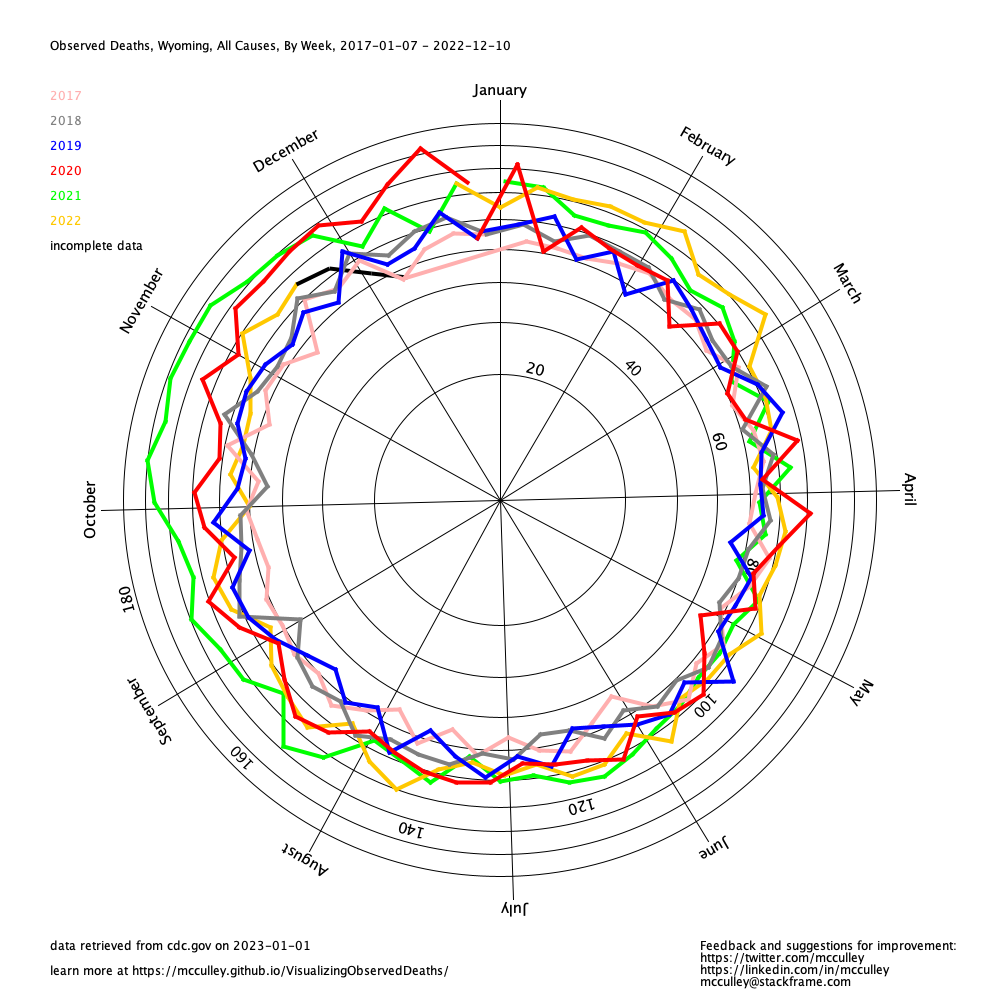 Observed Deaths, Wyoming, All Causes, By Week, 2017-01-07 - 2022-12-10
2017
2018
2019
2020
2021
2022
incomplete data
January
February
March
April
May
June
July
August
September
October
November
December
20
40
60
80
100
120
140
160
180
data retrieved from cdc.gov on 2023-01-01
learn more at https://mcculley.github.io/VisualizingObservedDeaths/
Feedback and suggestions for improvement:
https://twitter.com/mcculley
https://linkedin.com/in/mcculley
mcculley@stackframe.com